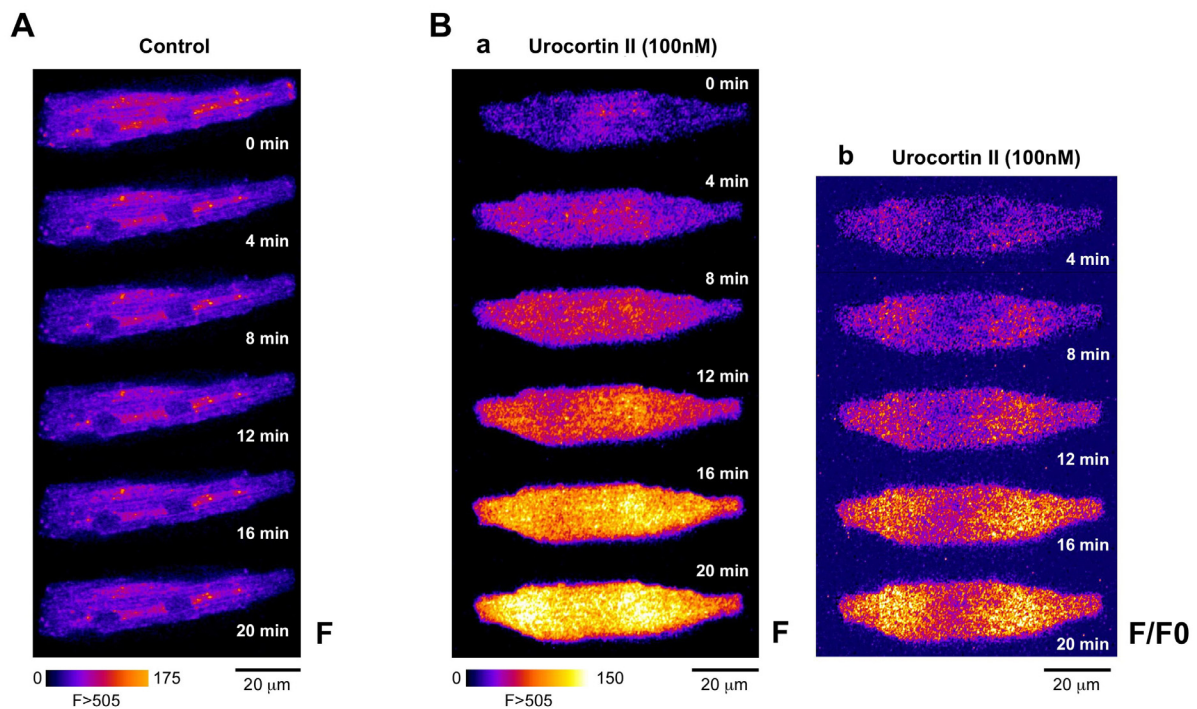 A
Control
0 min
4 min
8 min
12 min
16 min
20 min
F
0 175
F>505
20 μm
B
a Urocortin II (100nM)
0 min
4 min
8 min
12 min
16 min
20 min
F
0 150
F>505
20 μm
b Urocortin II (100nM)
4 min
8 min
12 min
16 min
20 min
F/F0
20 μm